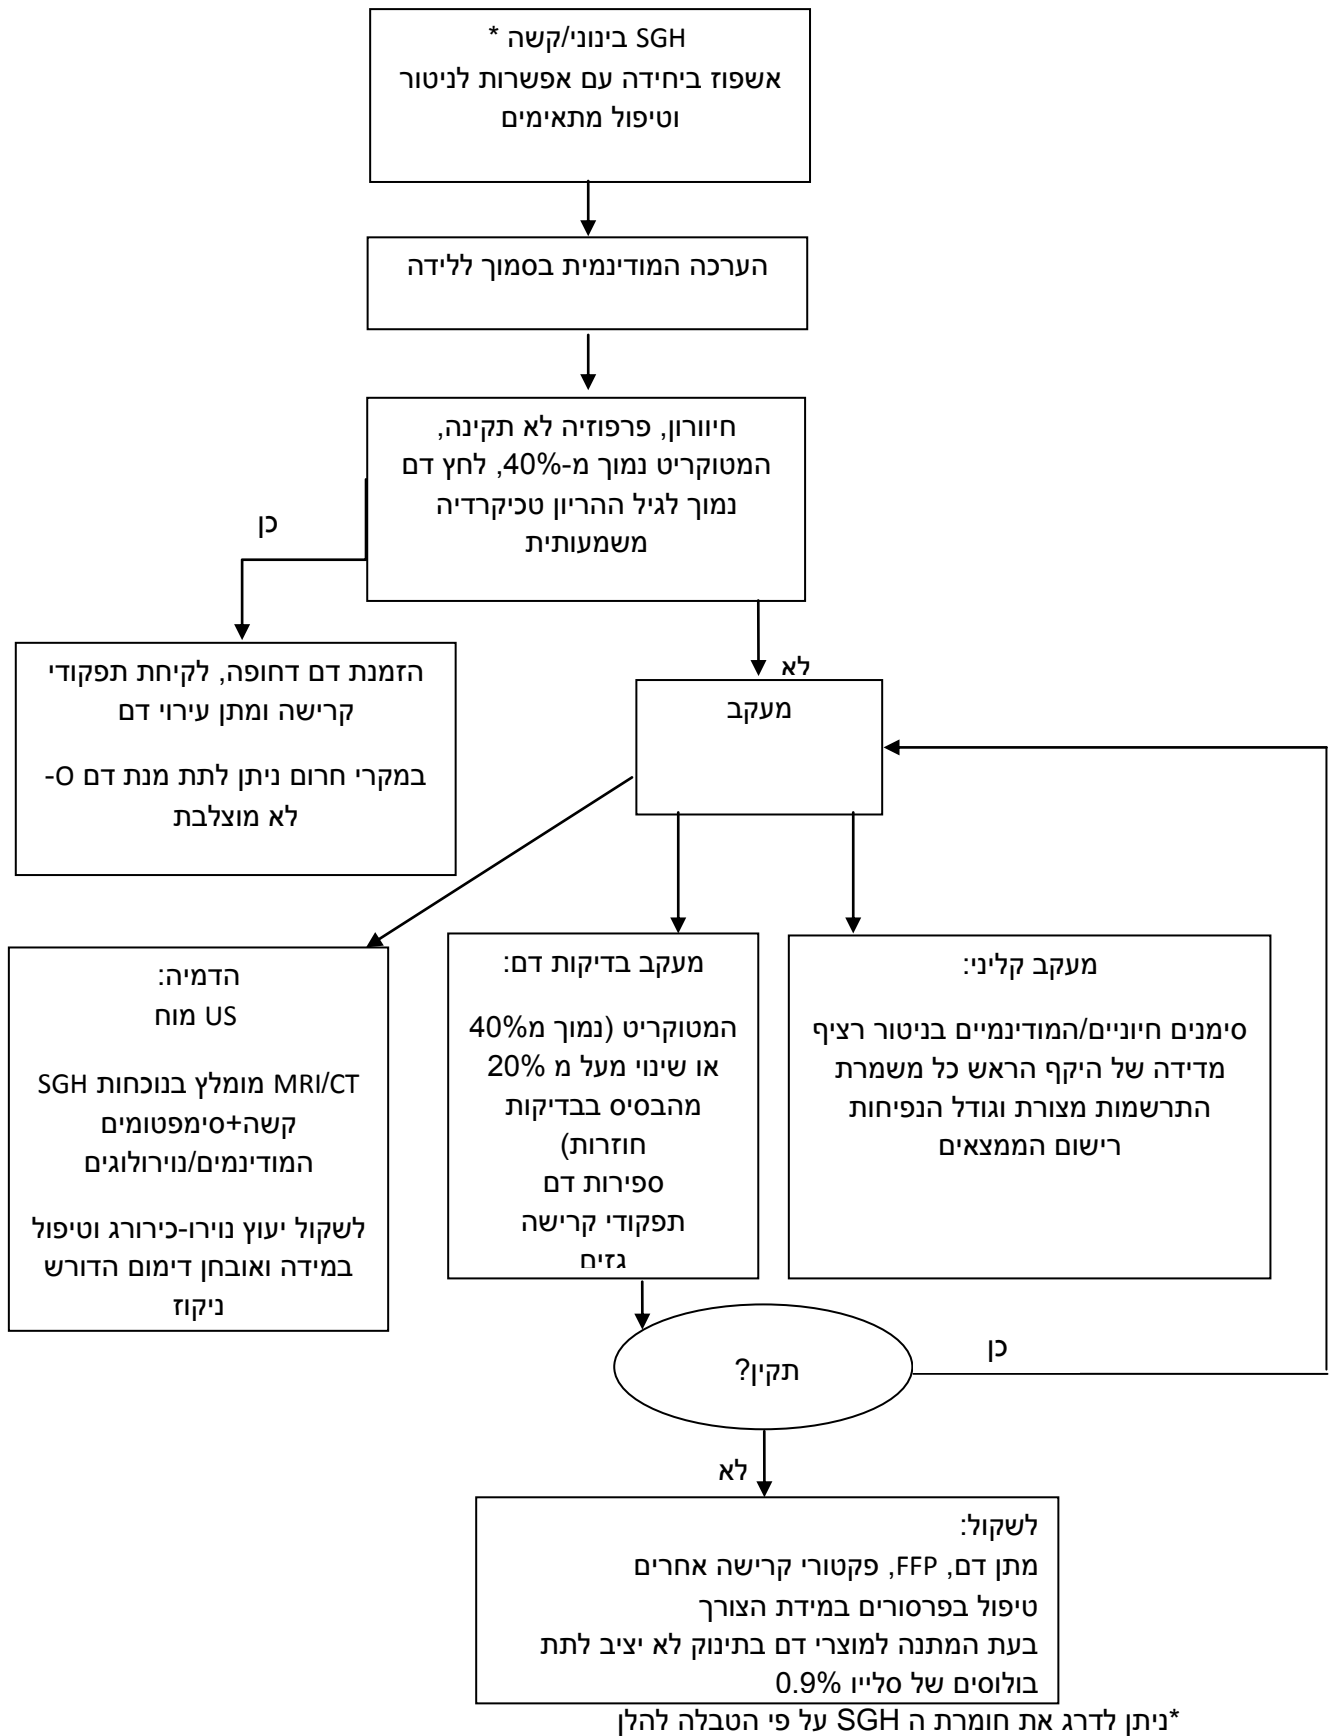 SGH בינוני/קשה *
אשפוז ביחידה עם אפשרות לניטור
וטיפול מתאימים
הערכה המודינמית בסמוך ללידה
חיוורון, פרפוזיה לא תקינה,
המטוקריט נמוך מ-40%, לחץ דם
נמוך לגיל ההריון טכיקרדיה
משמעותית
כן
לא
הזמנת דם דחופה, לקיחת תפקודי
קרישה ומתן עירוי דם
במקרי חרום ניתן לתת מנת דם O-
לא מוצלבת
מעקב
מעקב קליני:
סימנים חיוניים/המודינמיים בניטור רציף
מדידה של היקף הראש כל משמרת
התרשמות מצורת וגודל הנפיחות
רישום הממצאים
מעקב בדיקות דם:
המטוקריט (נמוך מ40%
או שינוי מעל מ 20%
מהבסיס בבדיקות
חוזרות)
ספירות דם
תפקודי קרישה
גזים
הדמיה:
US מוח
MRI/CT מומלץ בנוכחות SGH
קשה+סימפטומים
המודינמים/נוירולוגים
לשקול יעוץ נוירו-כירורג וטיפול
במידה ואובחן דימום הדורש
ניקוז
תקין?
כן
לא
לשקול:
מתן דם, FFP, פקטורי קרישה אחרים
טיפול בפרסורים במידת הצורך
בעת המתנה למוצרי דם בתינוק לא יציב לתת
בולוסים של סלייו 0.9%
*ניתן לדרג את חומרת ה SGH על פי הטבלה להלן